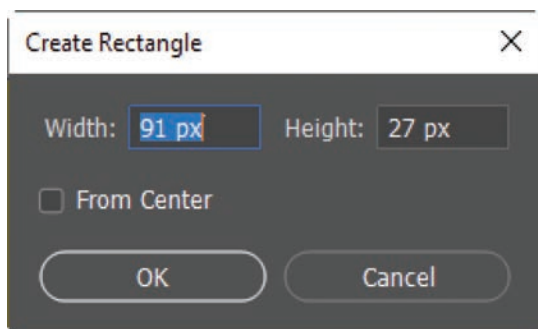 Create Rectangle
Width: 91 px Height: 27 px
From Center
OK Cancel